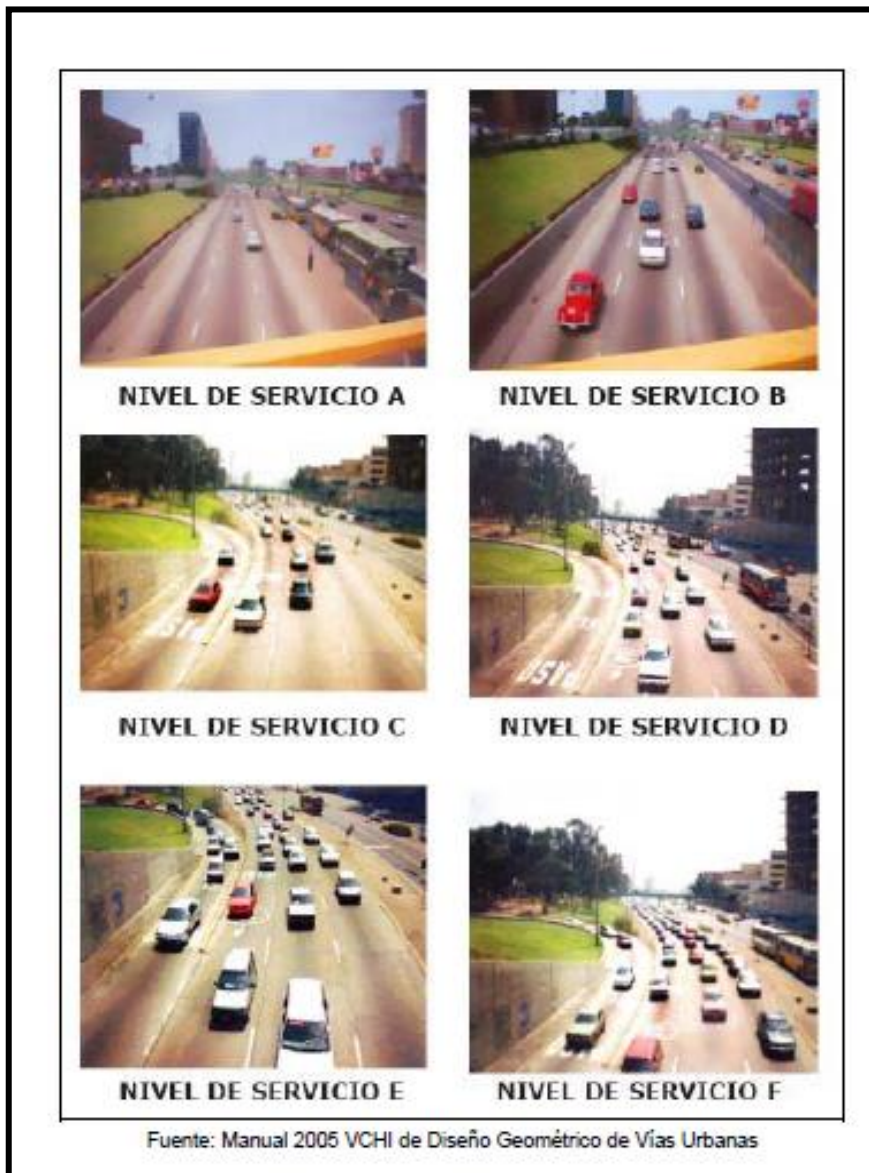 NIVEL DE SERVICIO A
NIVEL DE SERVICIO B
NIVEL DE SERVICIO C
NIVEL DE SERVICIO D
NIVEL DE SERVICIO E
NIVEL DE SERVICIO F
Fuente: Manual 2005 VCHI de Diseño Geométrico de Vías Urbanas